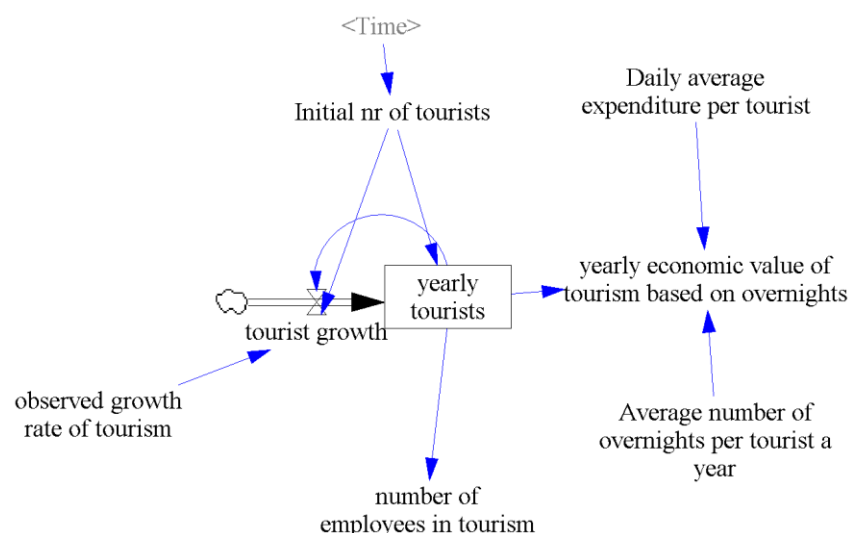 <Time>
Initial nr of tourists
Daily average
expenditure per tourist
yearly
tourists
yearly economic value of
tourism based on overnights
tourist growth
observed growth
rate of tourism
Average number of
overnights per tourist a
year
number of
employees in tourism